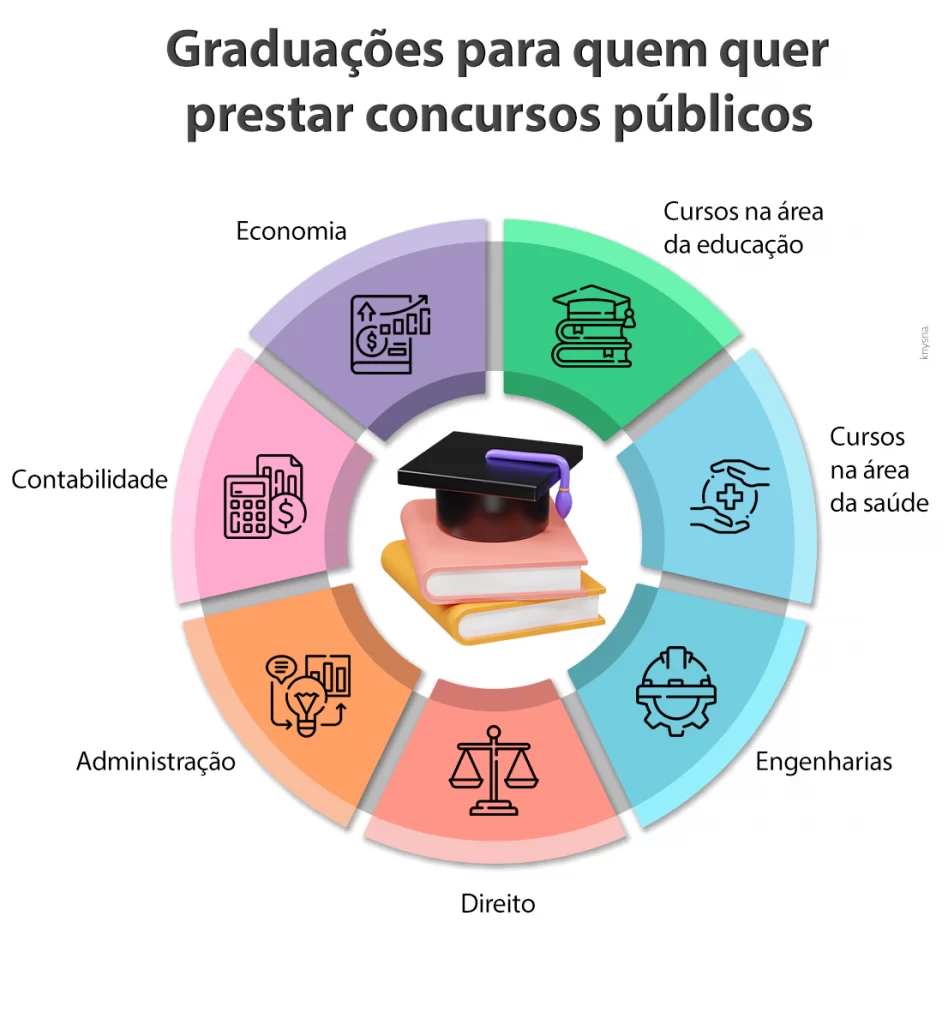 Graduações para quem quer
prestar concursos públicos
Economia
Cursos na área
da educação
knysna.
Cursos
na área
da saúde
Contabilidade
Administração
Engenharias
Direito